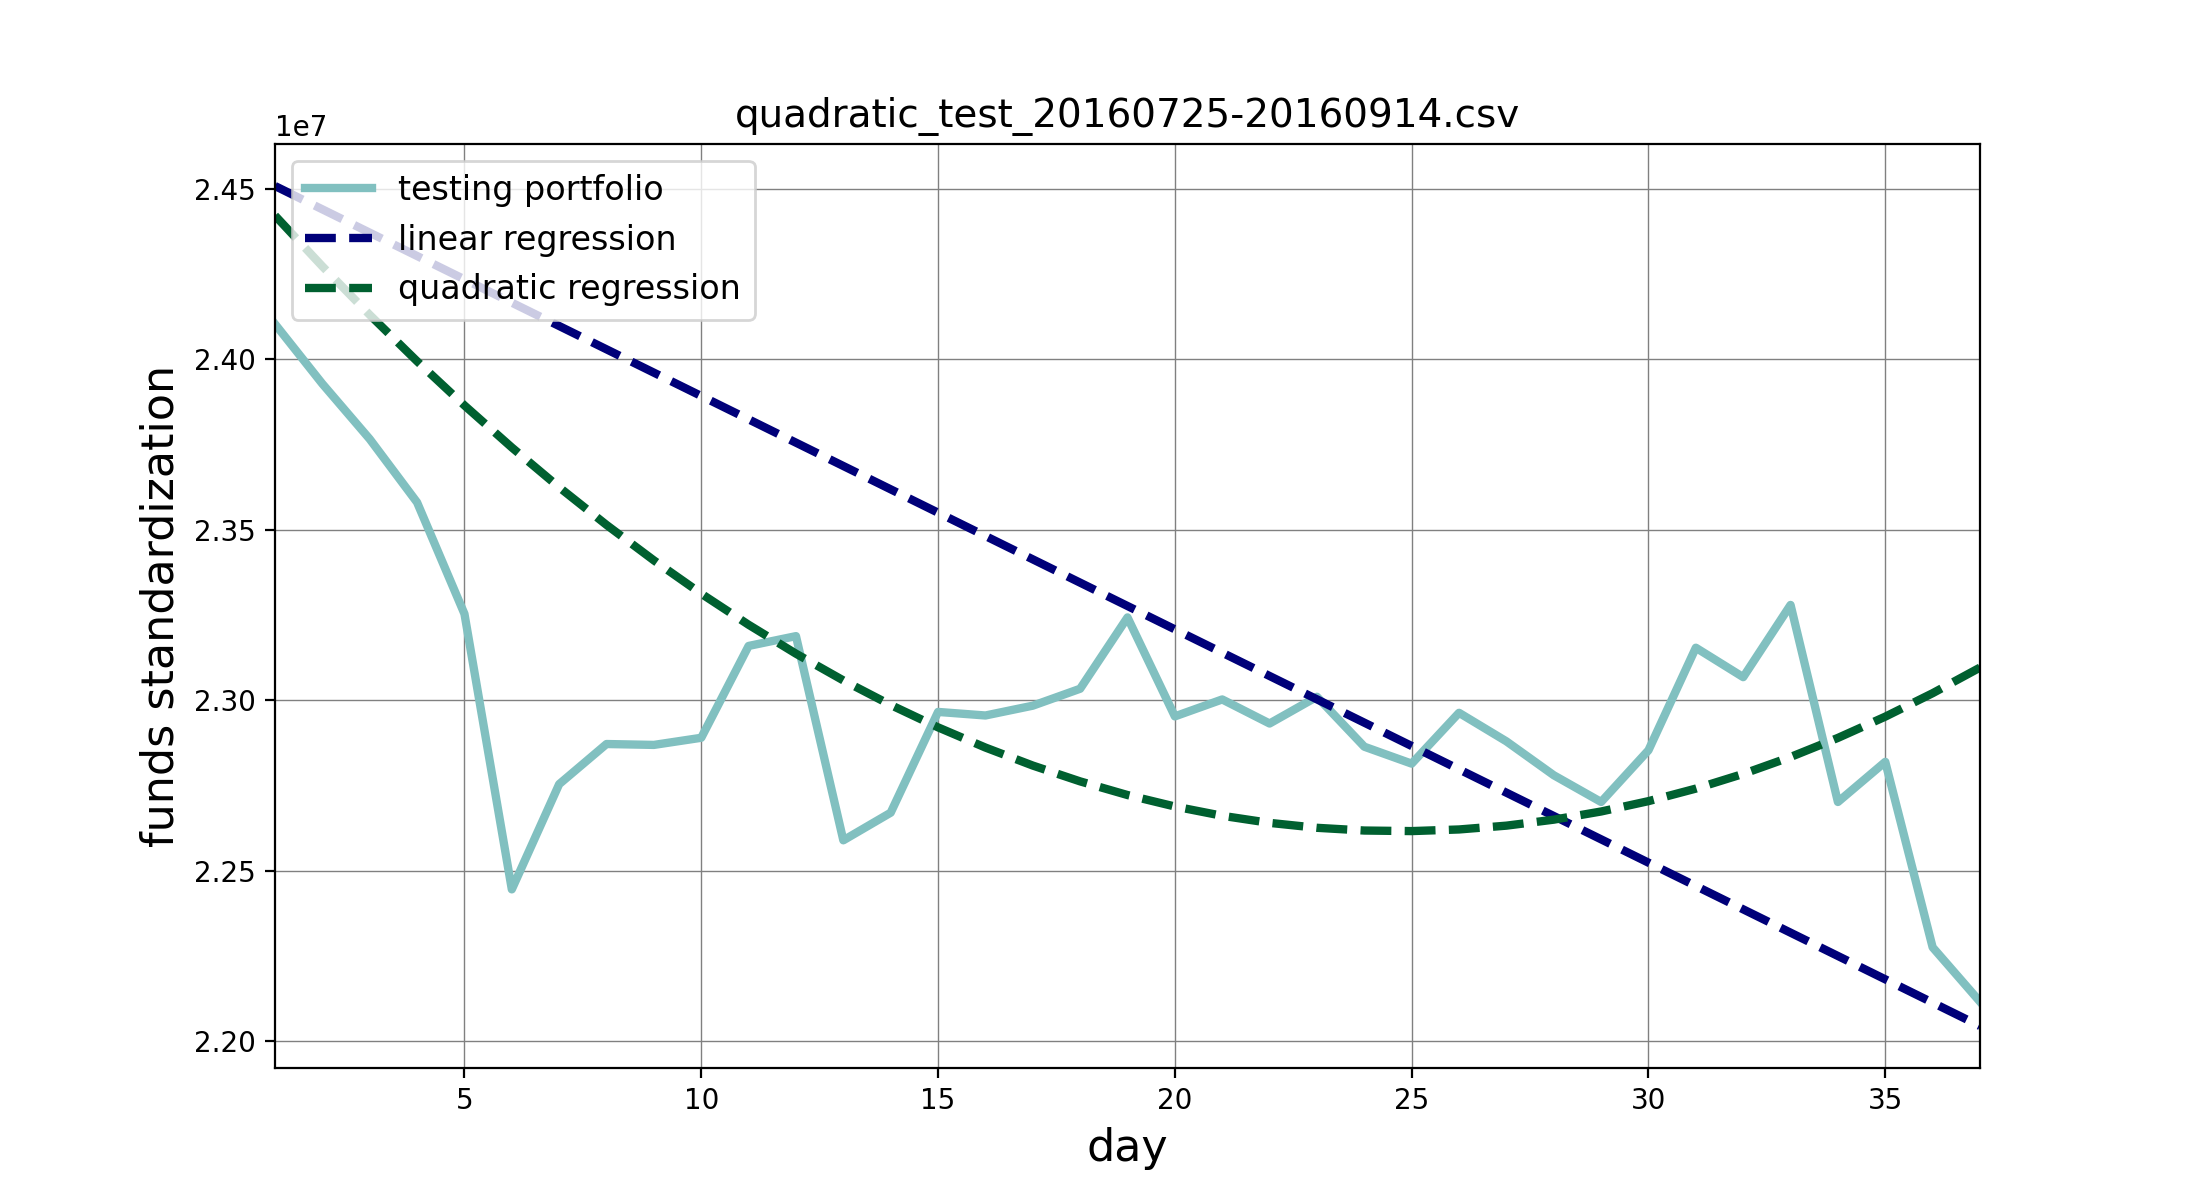 quadratic_test_20160725-20160914.csv
1e7
testing portfolio
linear regression
quadratic regression
2.45
2.40
2.35
2.30
2.25
2.20
funds standardization
5 10 15 20 25 30 35
day